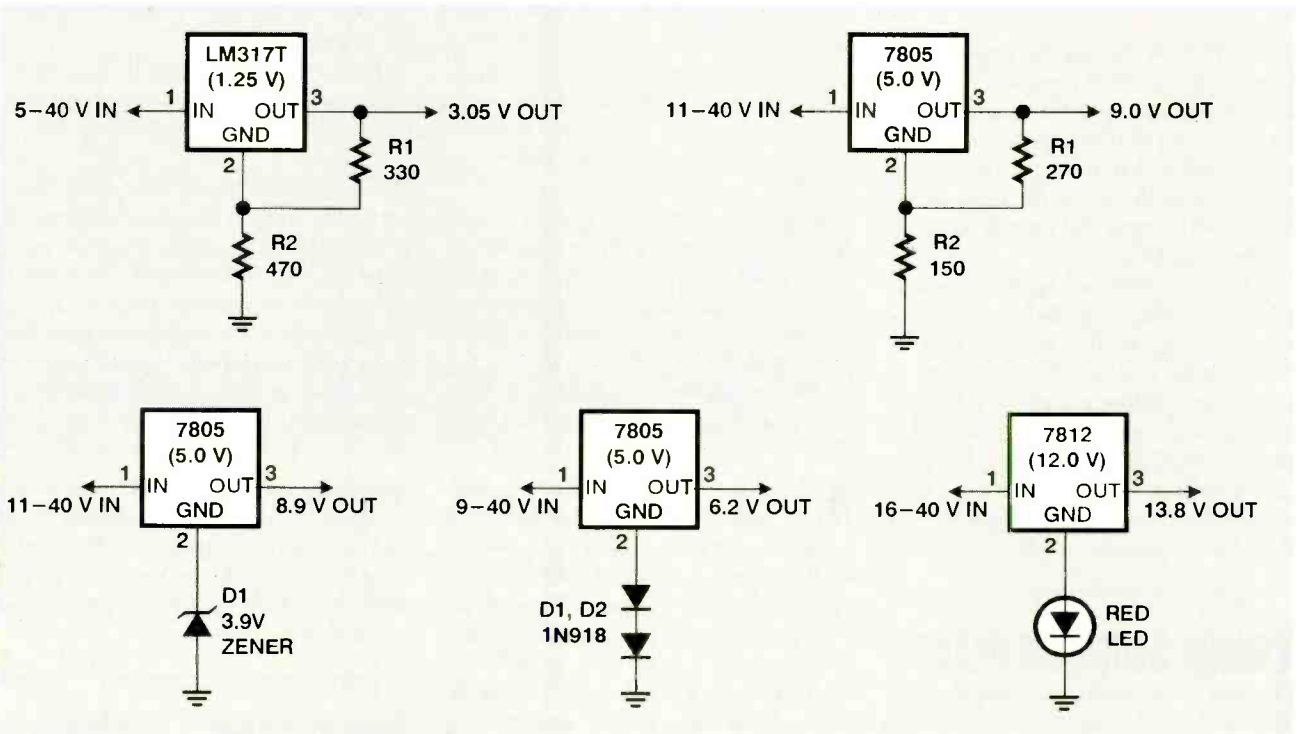 LM317T
(1.25 V)
5–40 V IN
1
IN
OUT
3
3.05 V OUT
GND
2
R1
330
R2
470
7805
(5.0 V)
11–40 V IN
1
IN
OUT
3
9.0 V OUT
GND
2
R1
270
R2
150
7805
(5.0 V)
1
IN
OUT
3
11–40 V IN
8.9 V OUT
GND
2
D1
3.9V
ZENER
7805
(5.0 V)
1
IN
OUT
3
9–40 V IN
6.2 V OUT
GND
2
D1, D2
1N918
7812
(12.0 V)
1
IN
OUT
3
16–40 V IN
13.8 V OUT
GND
2
RED
LED